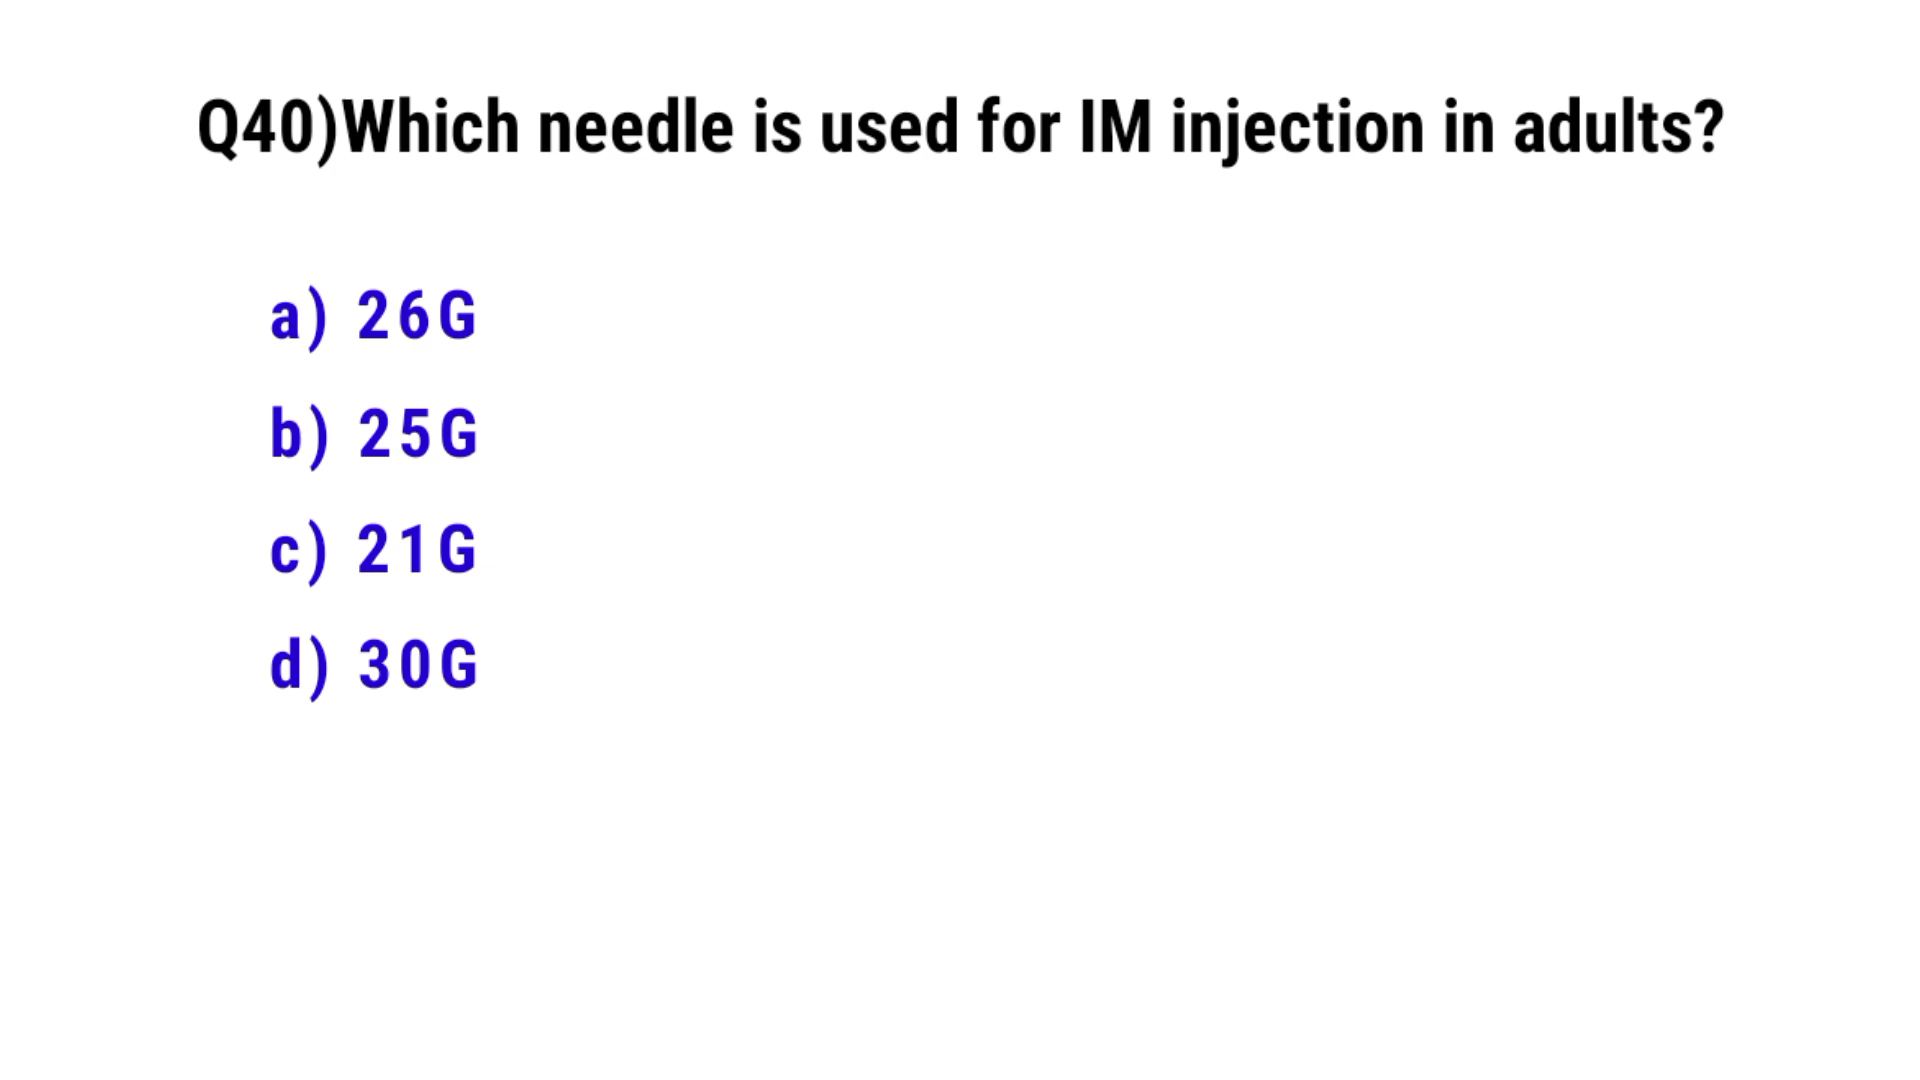 Q40)Which needle is used for IM injection in adults?
a) 26G
b) 25G
c) 21G
d) 30G